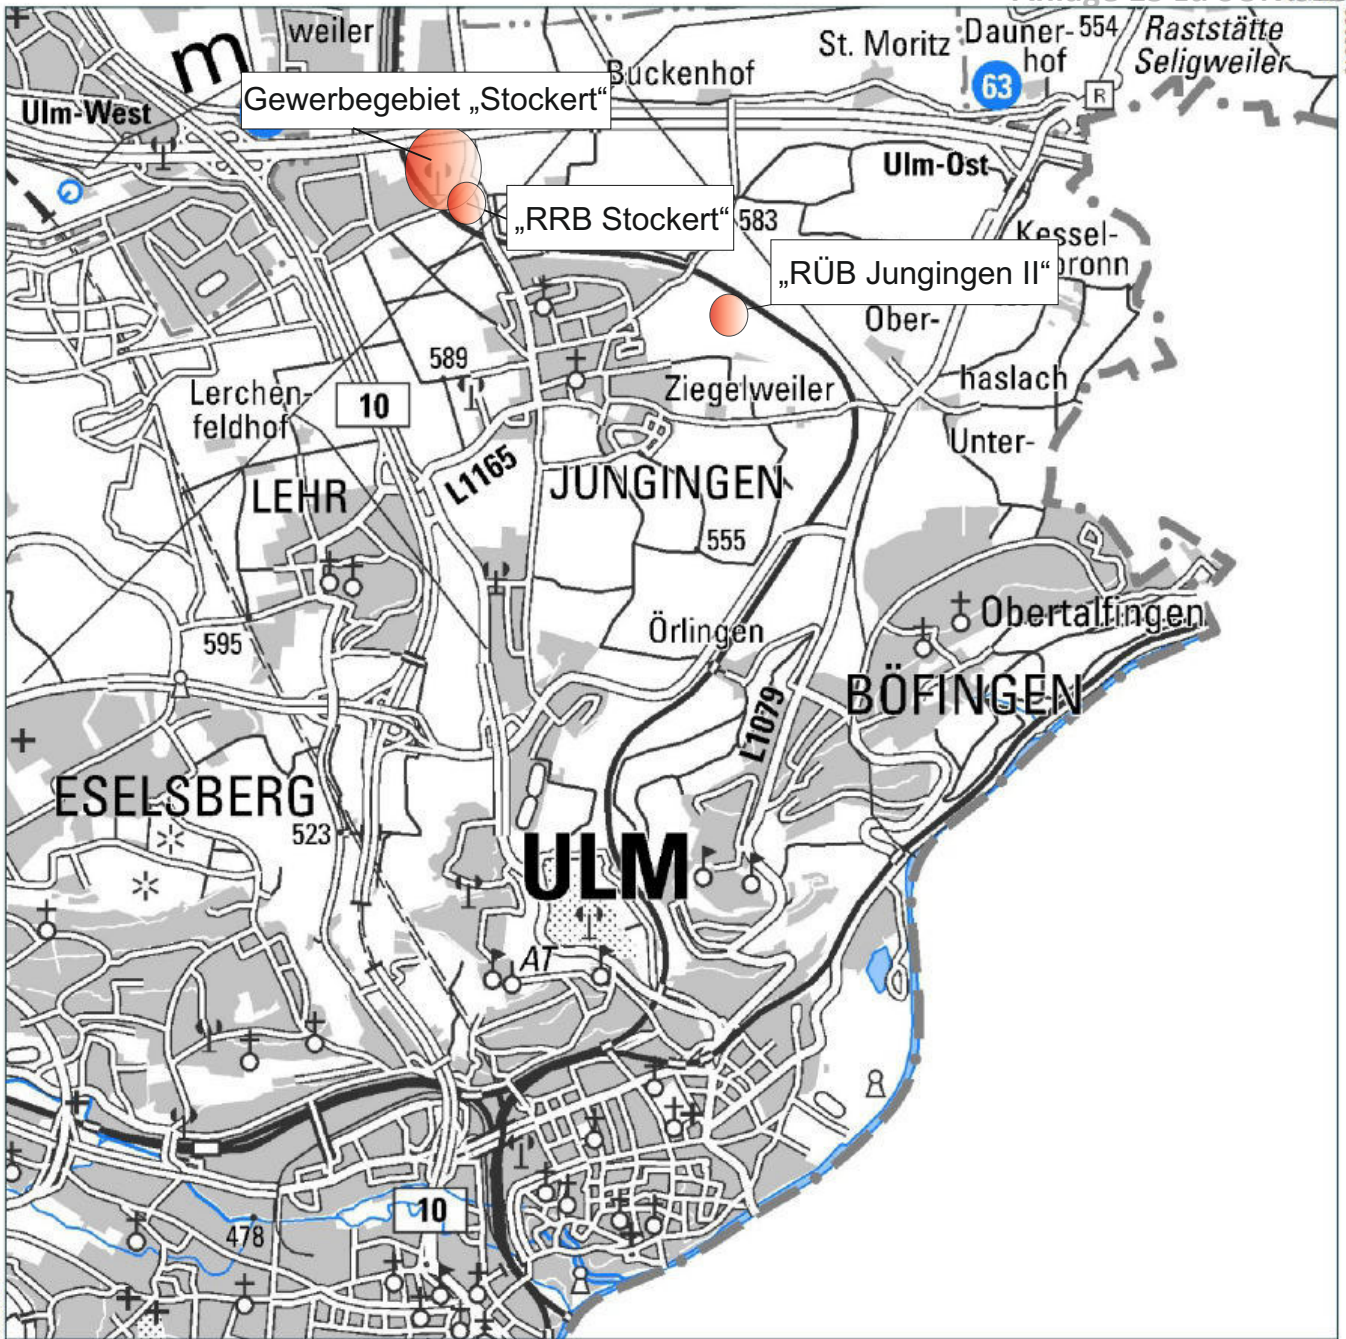 weiler
m
St. Moritz
Dauner-
hof
554
Raststätte
Seligweiler
Buckenhof
63
R
Gewerbegebiet „Stockert“
Ulm-West
Ulm-Ost
„RRB Stockert“
583
Kessel-
bronn
„RÜB Jungingen II“
Ober-
589
Ziegelweiler
haslach
Lerchen-
feldhof
10
Unter-
L1165
LEHR
JUNGINGEN
555
595
Örlingen
Obertalfingen
L1079
BÖFINGEN
ESELSBERG
523
ULM
AT
10
478